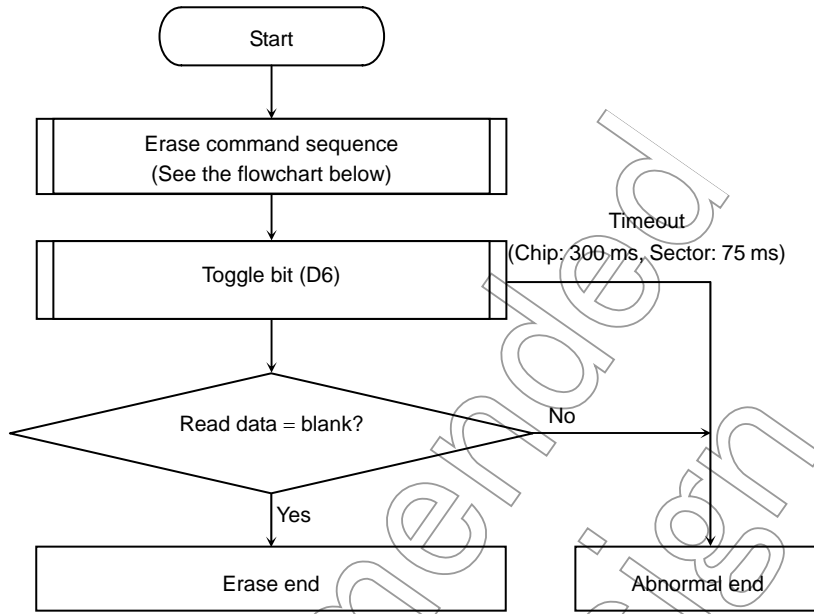 Start
Erase command sequence
(See the flowchart below)
Timeout
(Chip: 300 ms, Sector: 75 ms)
Toggle bit (D6)
Read data = blank?
No
Yes
Erase end
Abnormal end